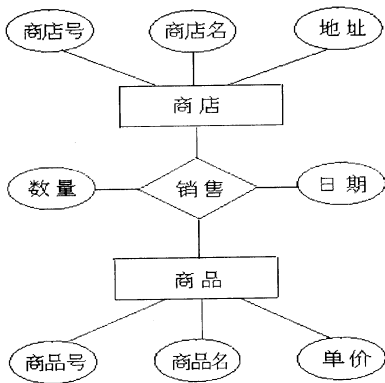 商店号 商店名 地址
商店
数量 销售 日期
商品
商品号 商品名 单价